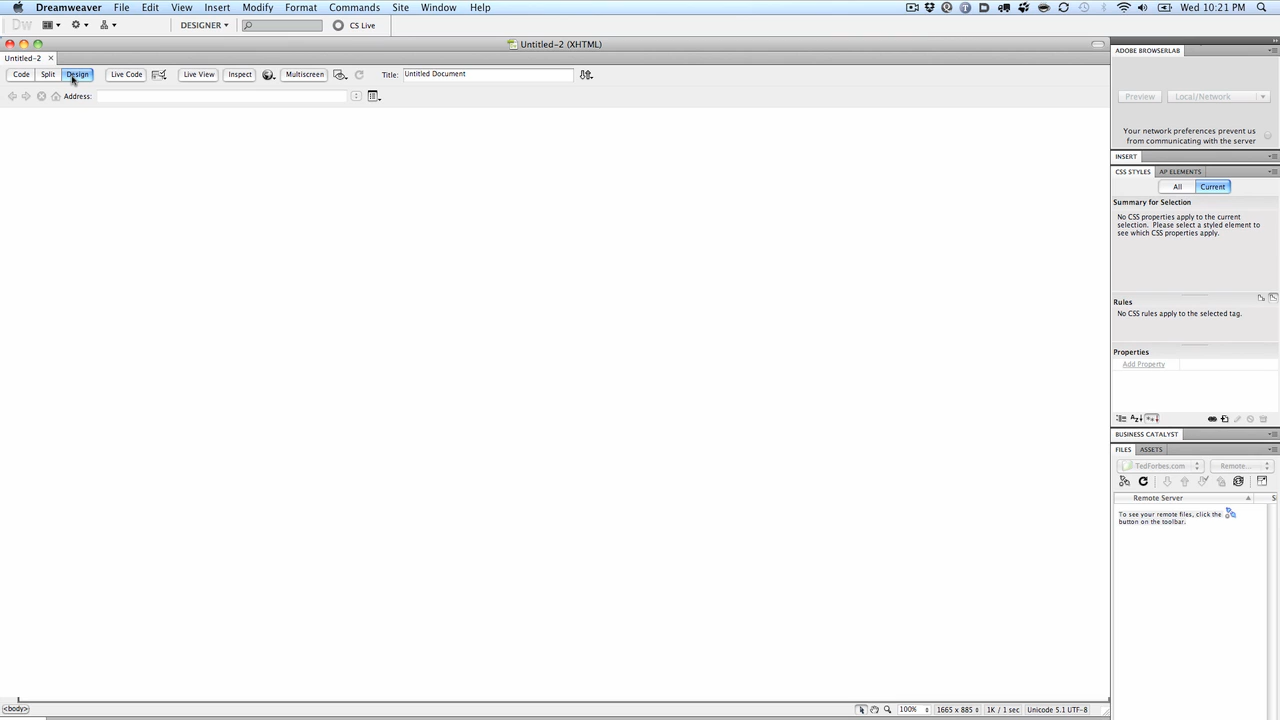 Dreamweaver File Edit View Insert Modify Format Commands Site Window Help Wed 10:21 PM
Dw DESIGNER CS Live
Untitled-2 (XHTML)
Untitled-2
Code Split Design Live Code Live View Inspect Multiscreen Title: Untitled Document
Address:
ADOBE BROWSERLAB
Preview Local/Network
Your network preferences prevent us
from communicating with the server
INSERT
CSS STYLES AP ELEMENTS
All Current
Summary for Selection
No CSS properties apply to the current
selection. Please select a styled element to
see which CSS properties apply.
Rules
No CSS rules apply to the selected tag.
Properties
Add Property
BUSINESS CATALYST
FILES ASSETS
TedForbes.com Remote...
Remote Server S
To see your remote files, click the
button on the toolbar.
<body> 100% 1665 x 885 1K / 1 sec Unicode 5.1 UTF-8